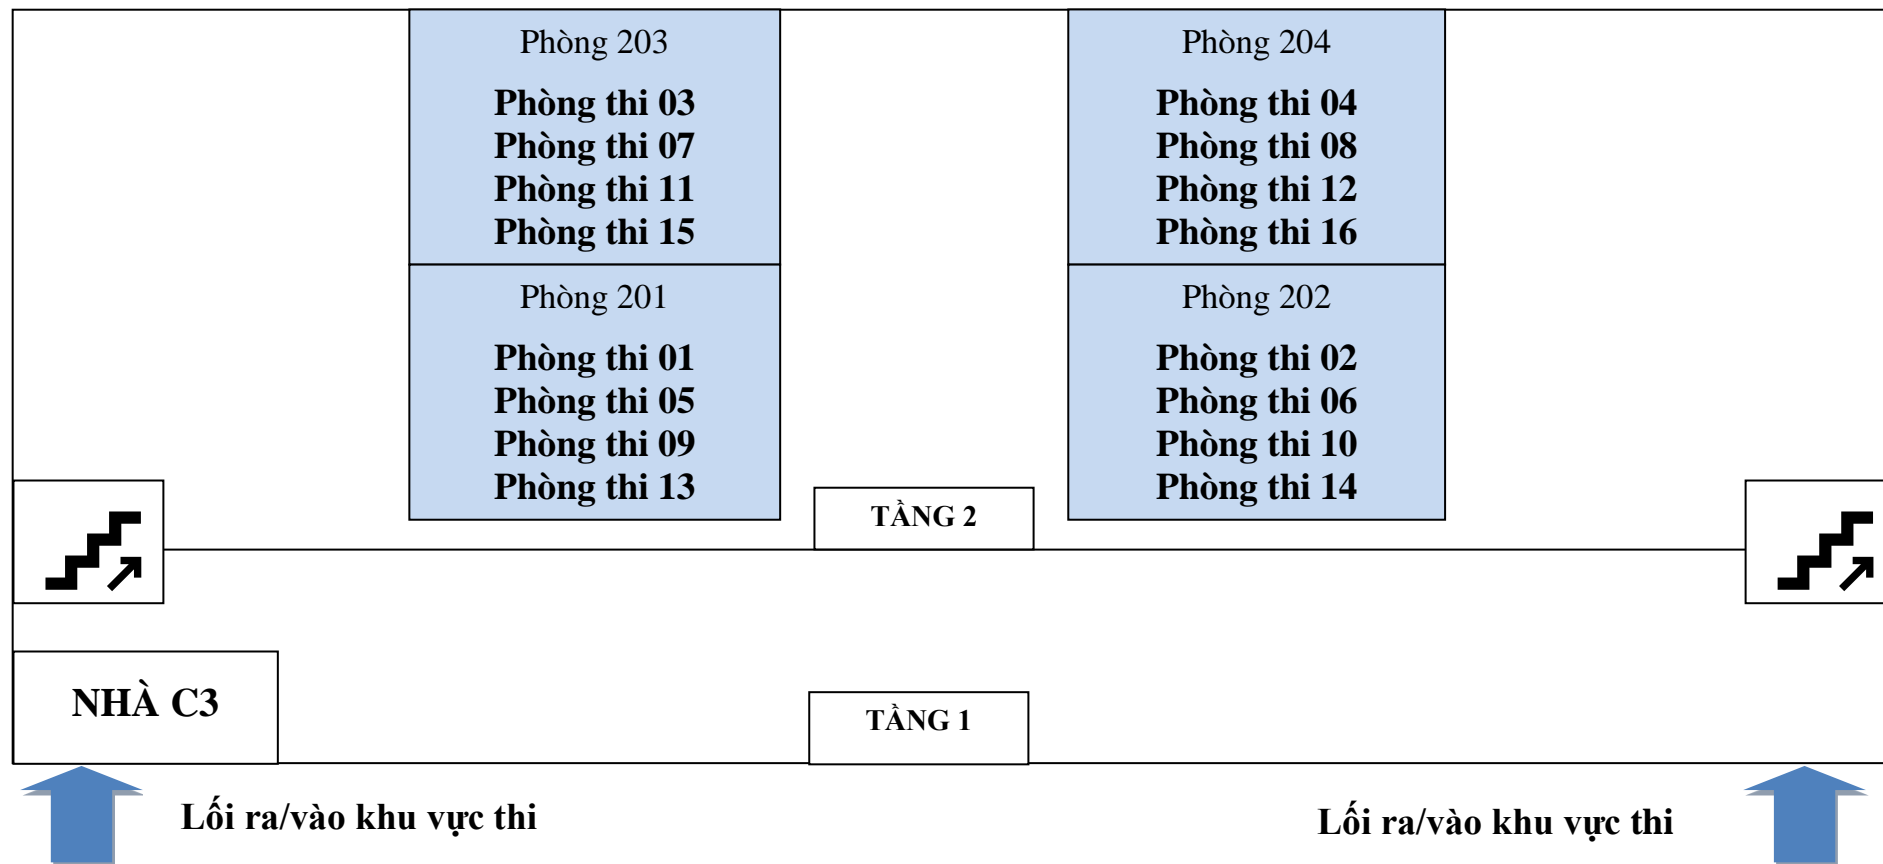 Phòng 203
Phòng thi 03
Phòng thi 07
Phòng thi 11
Phòng thi 15
Phòng 204
Phòng thi 04
Phòng thi 08
Phòng thi 12
Phòng thi 16
Phòng 201
Phòng thi 01
Phòng thi 05
Phòng thi 09
Phòng thi 13
Phòng 202
Phòng thi 02
Phòng thi 06
Phòng thi 10
Phòng thi 14
TẦNG 2
NHÀ C3
TẦNG 1
Lối ra/vào khu vực thi
Lối ra/vào khu vực thi